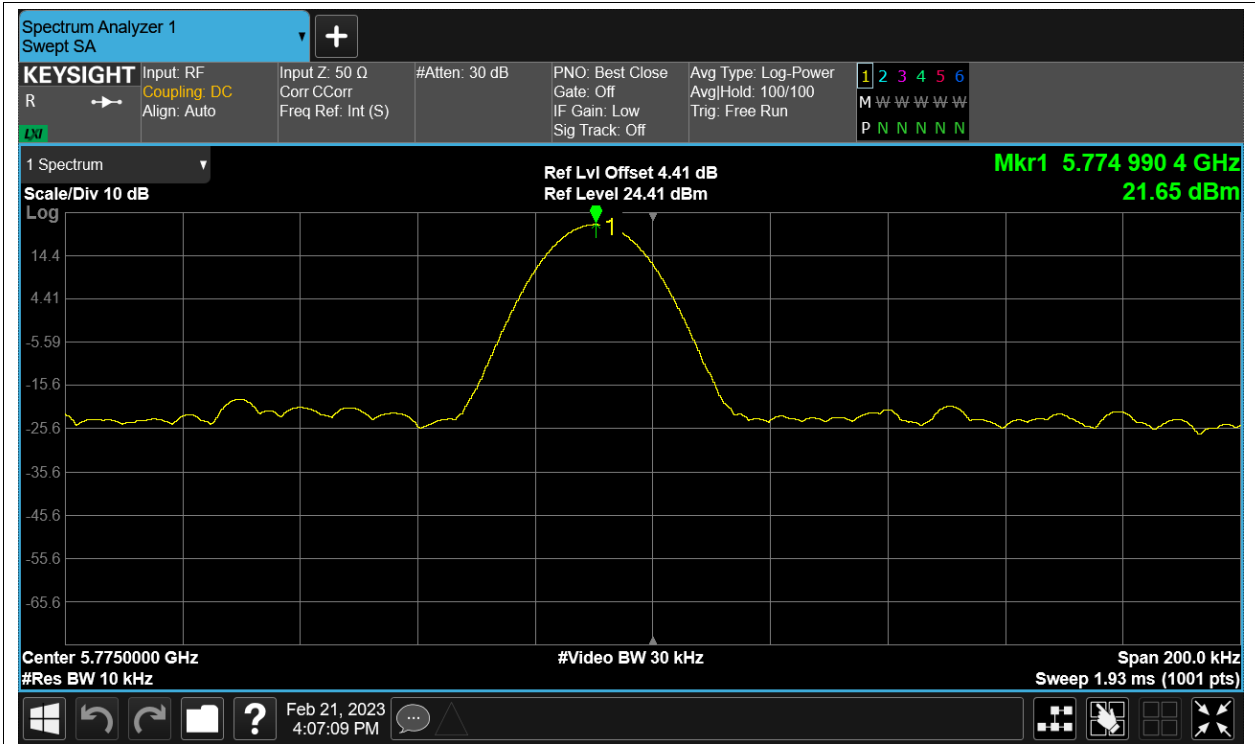 Spectrum Analyzer 1
Swept SA
+
KEYSIGHT
R
LXI
Input: RF
Coupling: DC
Align: Auto
Input Z: 50 Ω
Corr CCorr
Freq Ref: Int (S)
#Atten: 30 dB
PNO: Best Close
Gate: Off
IF Gain: Low
Sig Track: Off
Avg Type: Log-Power
Avg|Hold: 100/100
Trig: Free Run
1 2 3 4 5 6
M W W W W W
P N N N N N
1 Spectrum
Scale/Div 10 dB
Log
Ref Lvl Offset 4.41 dB
Ref Level 24.41 dBm
Mkr1 5.774 990 4 GHz
21.65 dBm
1
14.4
4.41
-5.59
-15.6
-25.6
-35.6
-45.6
-55.6
-65.6
Center 5.7750000 GHz
#Res BW 10 kHz
#Video BW 30 kHz
Span 200.0 kHz
Sweep 1.93 ms (1001 pts)
?
Feb 21, 2023
4:07:09 PM